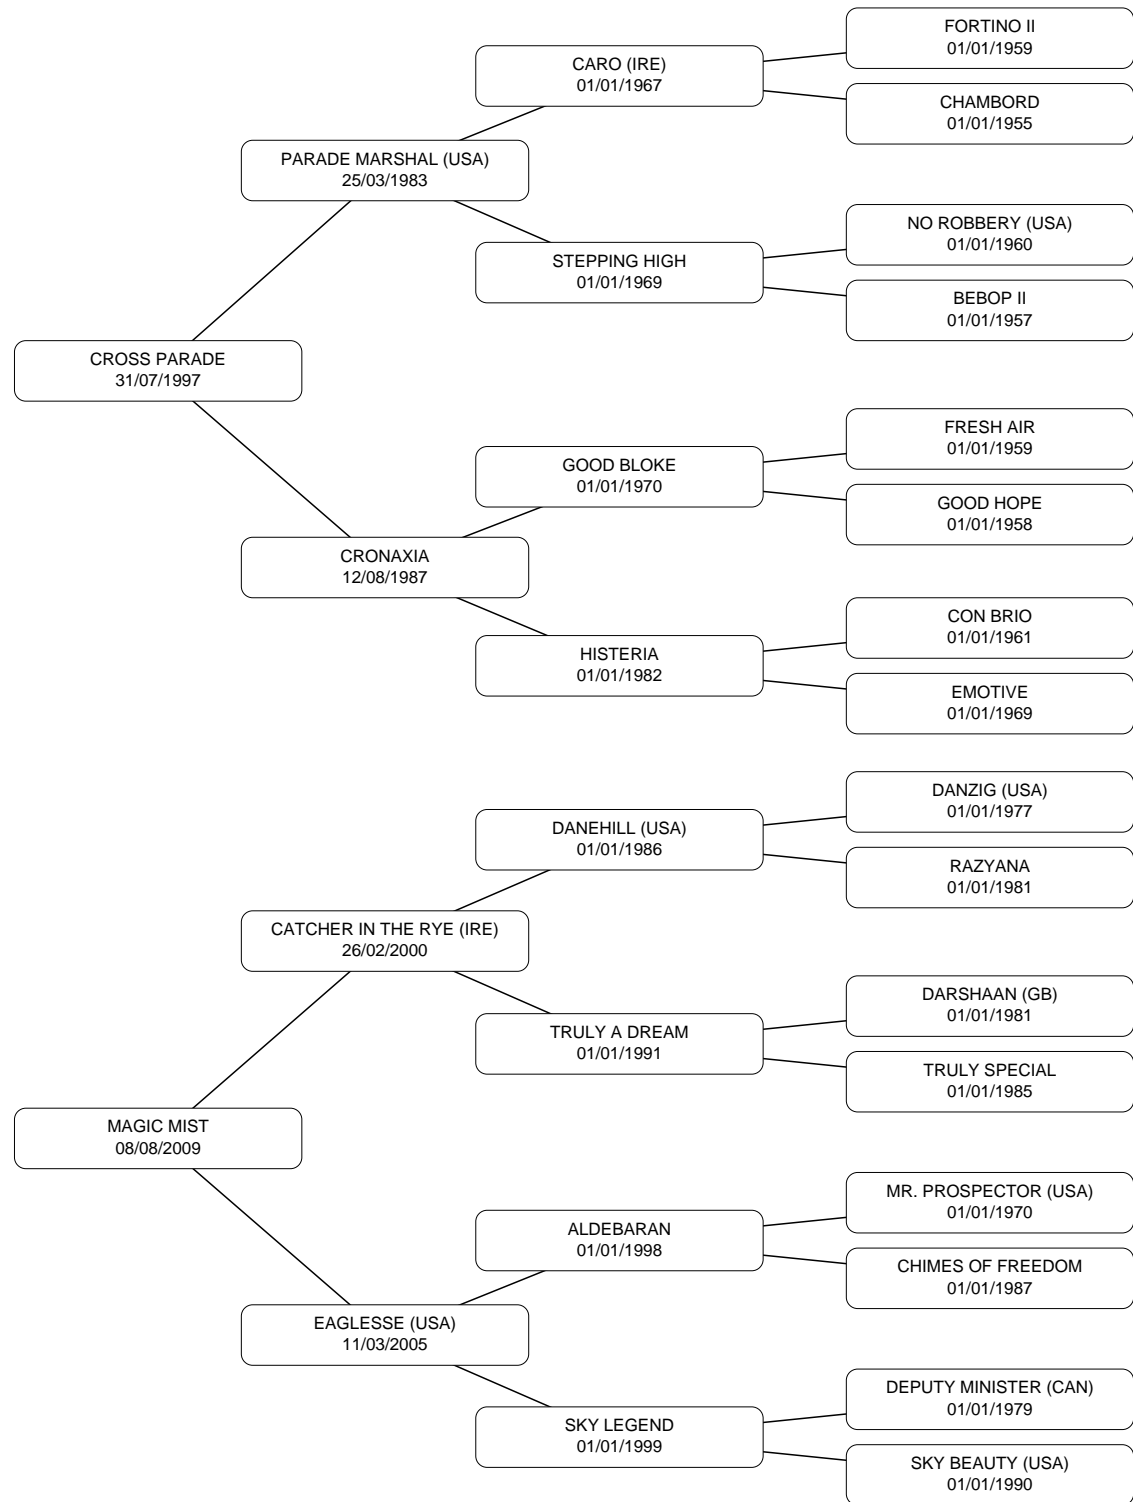 FORTINO II
01/01/1959
CARO (IRE)
01/01/1967
CHAMBORD
01/01/1955
PARADE MARSHAL (USA)
25/03/1983
NO ROBBERY (USA)
01/01/1960
STEPPING HIGH
01/01/1969
BEBOP II
01/01/1957
CROSS PARADE
31/07/1997
FRESH AIR
01/01/1959
GOOD BLOKE
01/01/1970
GOOD HOPE
01/01/1958
CRONAXIA
12/08/1987
CON BRIO
01/01/1961
HISTERIA
01/01/1982
EMOTIVE
01/01/1969
DANZIG (USA)
01/01/1977
DANEHILL (USA)
01/01/1986
RAZYANA
01/01/1981
CATCHER IN THE RYE (IRE)
26/02/2000
DARSHAAN (GB)
01/01/1981
TRULY A DREAM
01/01/1991
TRULY SPECIAL
01/01/1985
MAGIC MIST
08/08/2009
MR. PROSPECTOR (USA)
01/01/1970
ALDEBARAN
01/01/1998
CHIMES OF FREEDOM
01/01/1987
EAGLESSE (USA)
11/03/2005
DEPUTY MINISTER (CAN)
01/01/1979
SKY LEGEND
01/01/1999
SKY BEAUTY (USA)
01/01/1990